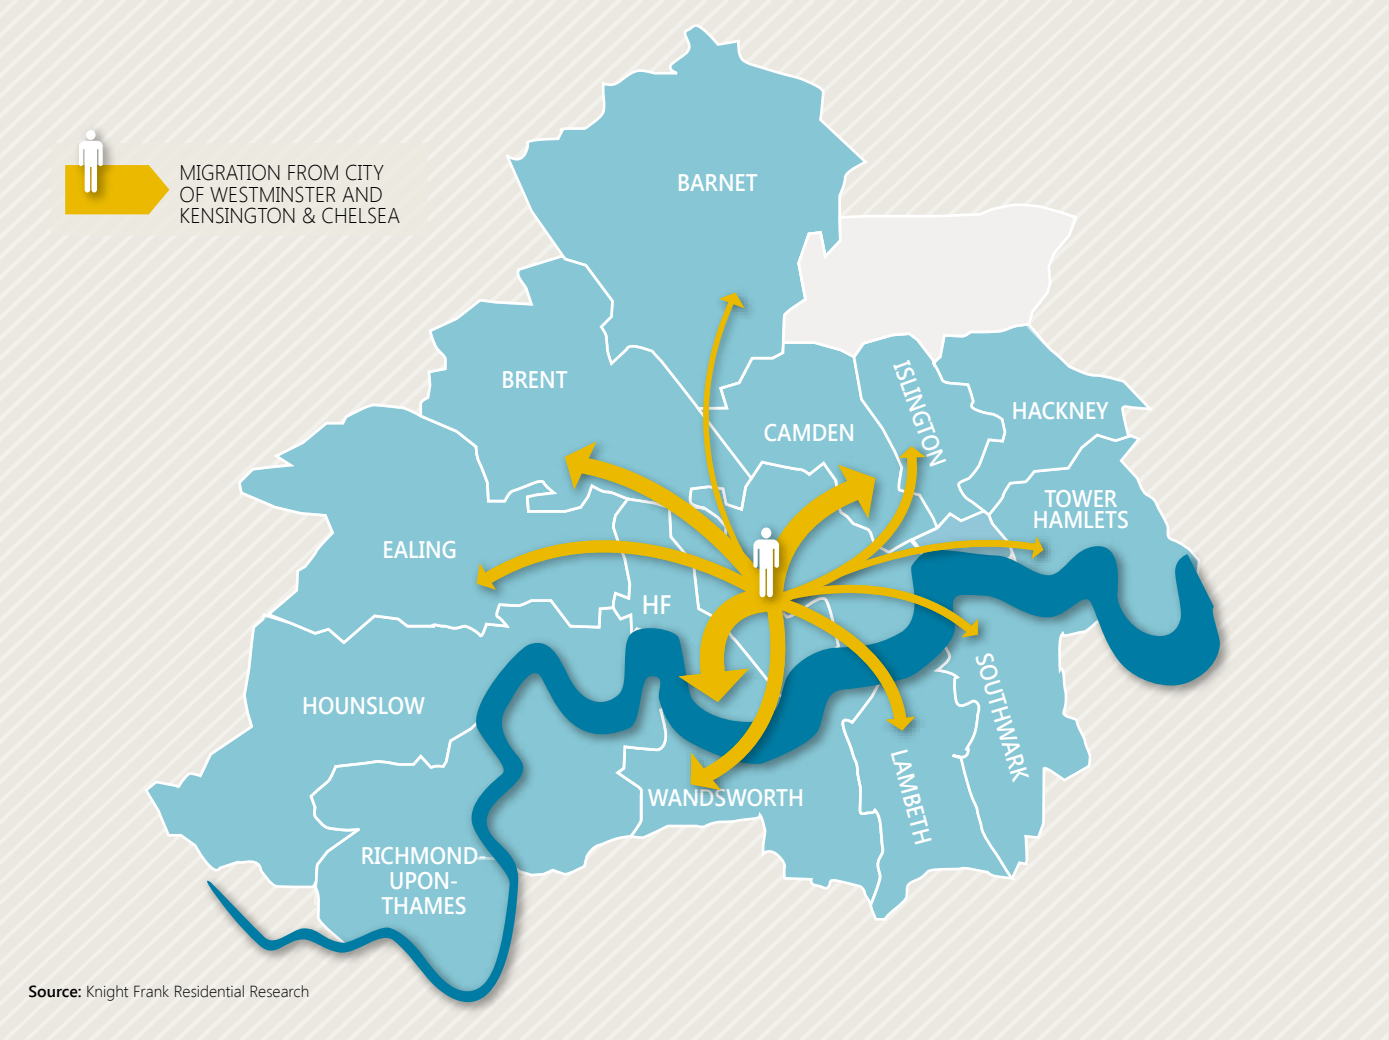 MIGRATION FROM CITY
OF WESTMINSTER AND
KENSINGTON & CHELSEA
BARNET
BRENT
CAMDEN
ISLINGTON
HACKNEY
TOWER
HAMLETS
EALING
HF
HOUNSLOW
SOUTHWARK
WANDSWORTH
LAMBETH
RICHMOND-
UPON-
THAMES
Source: Knight Frank Residential Research